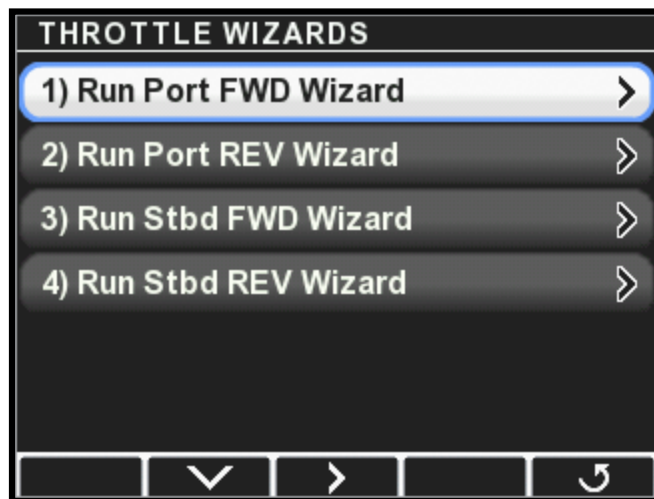 THROTTLE WIZARDS
1) Run Port FWD Wizard
2) Run Port REV Wizard
3) Run Stbd FWD Wizard
4) Run Stbd REV Wizard